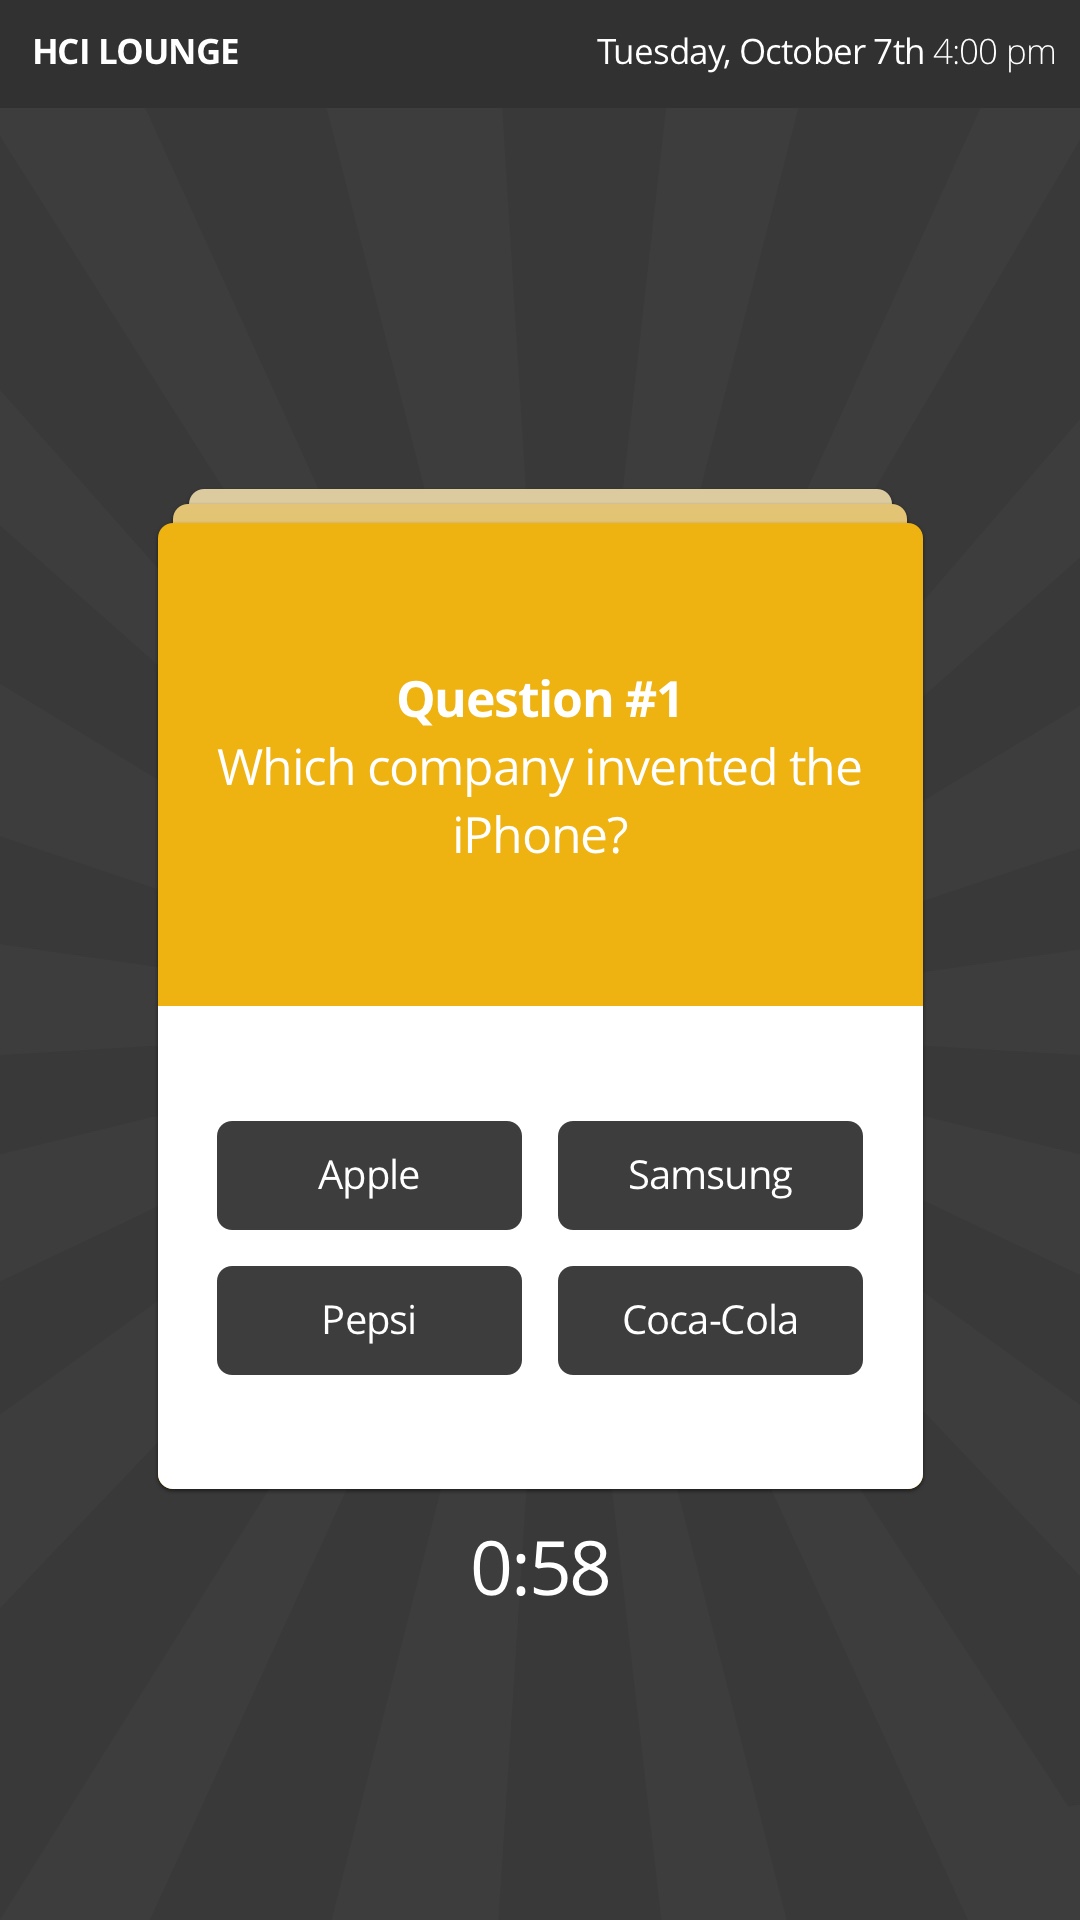 HCI LOUNGE
Tuesday, October 7th 4:00 pm
Question #1
Which company invented the
iPhone?
Apple
Samsung
Pepsi
Coca-Cola
0:58